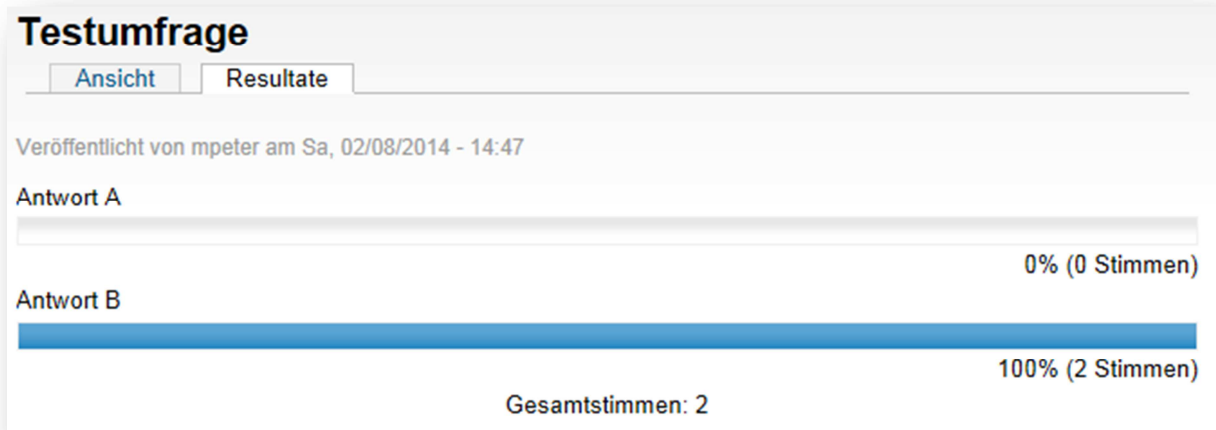 Testumfrage
Ansicht Resultate
Veröffentlicht von mpeter am Sa, 02/08/2014 - 14:47
Antwort A
0% (0 Stimmen)
Antwort B
100% (2 Stimmen)
Gesamtstimmen: 2